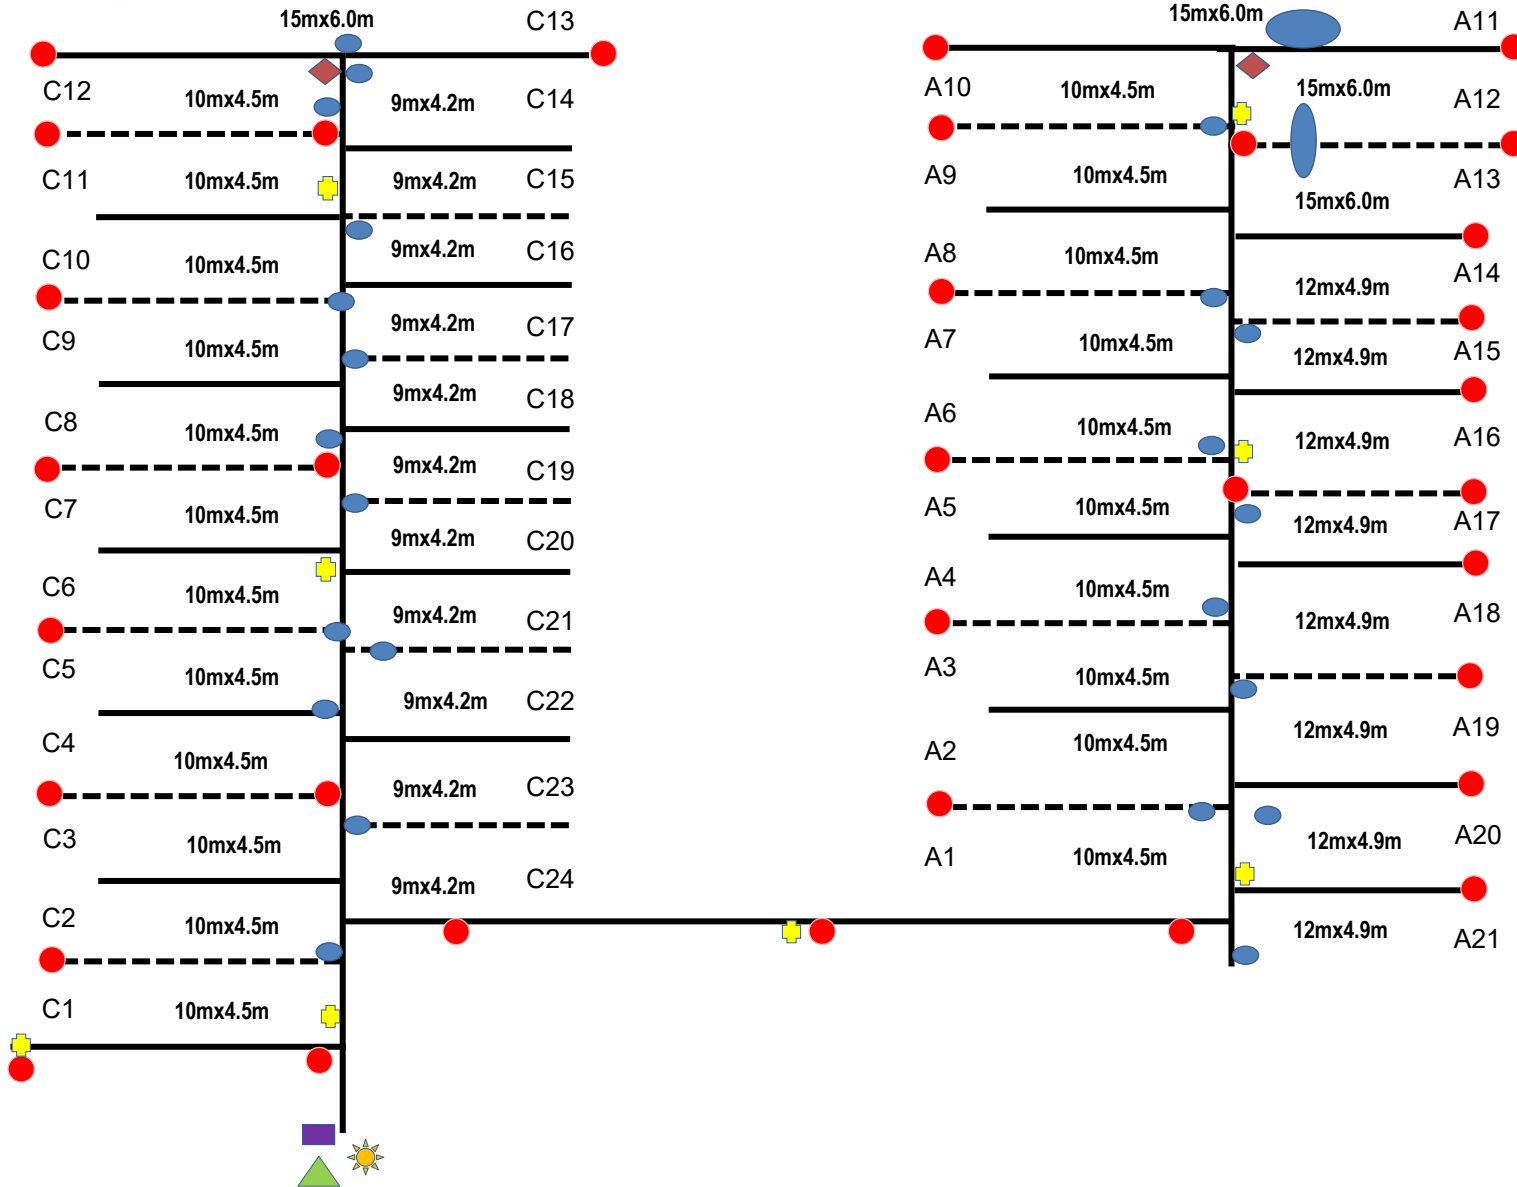 15mx6.0m C13
C12 10mx4.5m 9mx4.2m C14
C11 10mx4.5m 9mx4.2m C15
C10 10mx4.5m 9mx4.2m C16
C9 10mx4.5m 9mx4.2m C17
C8 10mx4.5m 9mx4.2m C18
C7 10mx4.5m 9mx4.2m C19
9mx4.2m C20
C6 10mx4.5m 9mx4.2m C21
C5 10mx4.5m 9mx4.2m C22
C4 10mx4.5m 9mx4.2m C23
C3 10mx4.5m 9mx4.2m C24
C2 10mx4.5m
C1 10mx4.5m
15mx6.0m A11
A10 10mx4.5m 15mx6.0m A12
A9 10mx4.5m 15mx6.0m A13
A8 10mx4.5m 12mx4.9m A14
A7 10mx4.5m 12mx4.9m A15
A6 10mx4.5m 12mx4.9m A16
A5 10mx4.5m 12mx4.9m A17
A4 10mx4.5m 12mx4.9m A18
A3 10mx4.5m
A2 10mx4.5m 12mx4.9m A19
A1 10mx4.5m 12mx4.9m A20
12mx4.9m A21